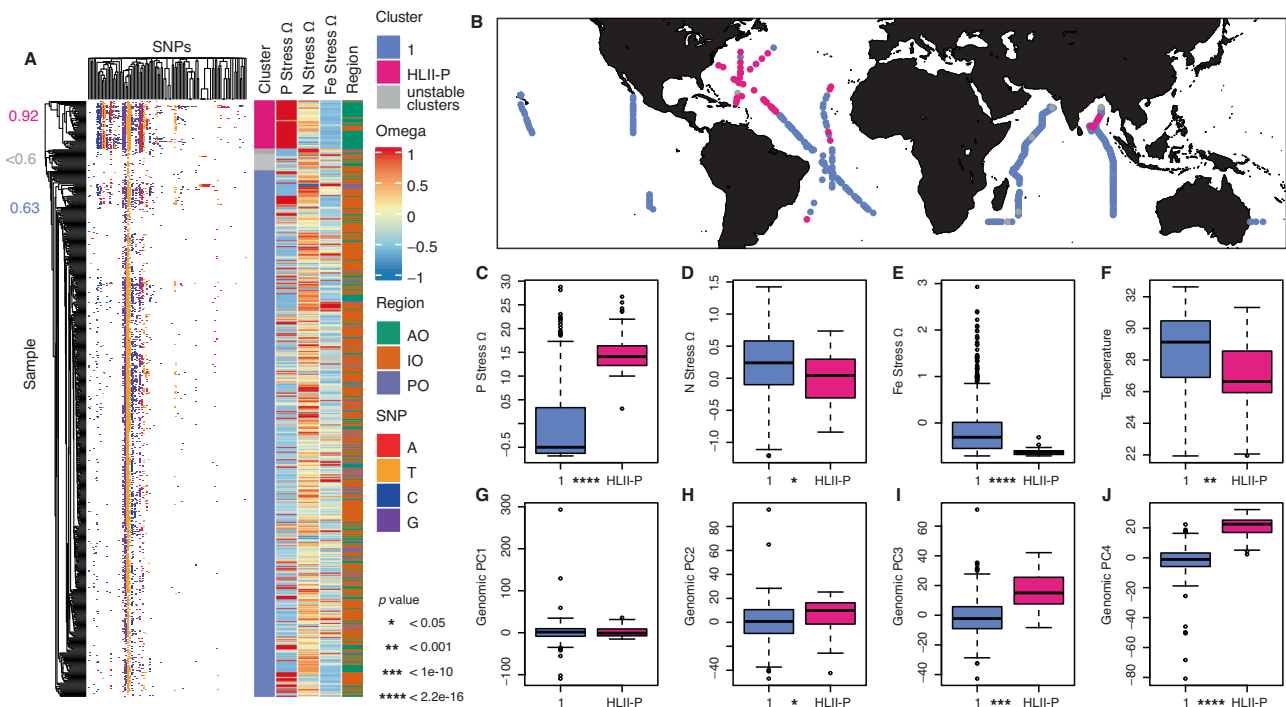 A
SNPs
Cluster
P Stress Ω
N Stress Ω
Fe Stress Ω
Region
0.92
<0.6
0.63
Sample
Cluster
1
HLII-P
unstable
clusters
Omega
1
0.5
0
−0.5
−1
Region
AO
IO
PO
SNP
A
T
C
G
p value
* < 0.05
** < 0.001
*** < 1e-10
**** < 2.2e-16
B
C
P Stress Ω
3.0
2.5
2.0
1.5
1.0
0.5
−0.5
1 **** HLII-P
D
N Stress Ω
1.5
1.0
0.5
0.0
−0.5
−1.0
1 * HLII-P
E
Fe Stress Ω
3
2
1
0
1 **** HLII-P
F
Temperature
32
30
28
26
24
22
1 ** HLII-P
G
Genomic PC1
300
200
100
0
−100
1 HLII-P
H
Genomic PC2
80
60
40
20
0
−40
1 * HLII-P
I
Genomic PC3
60
40
20
0
−20
−40
1 *** HLII-P
J
Genomic PC4
20
0
−20
−40
−60
−80
1 **** HLII-P